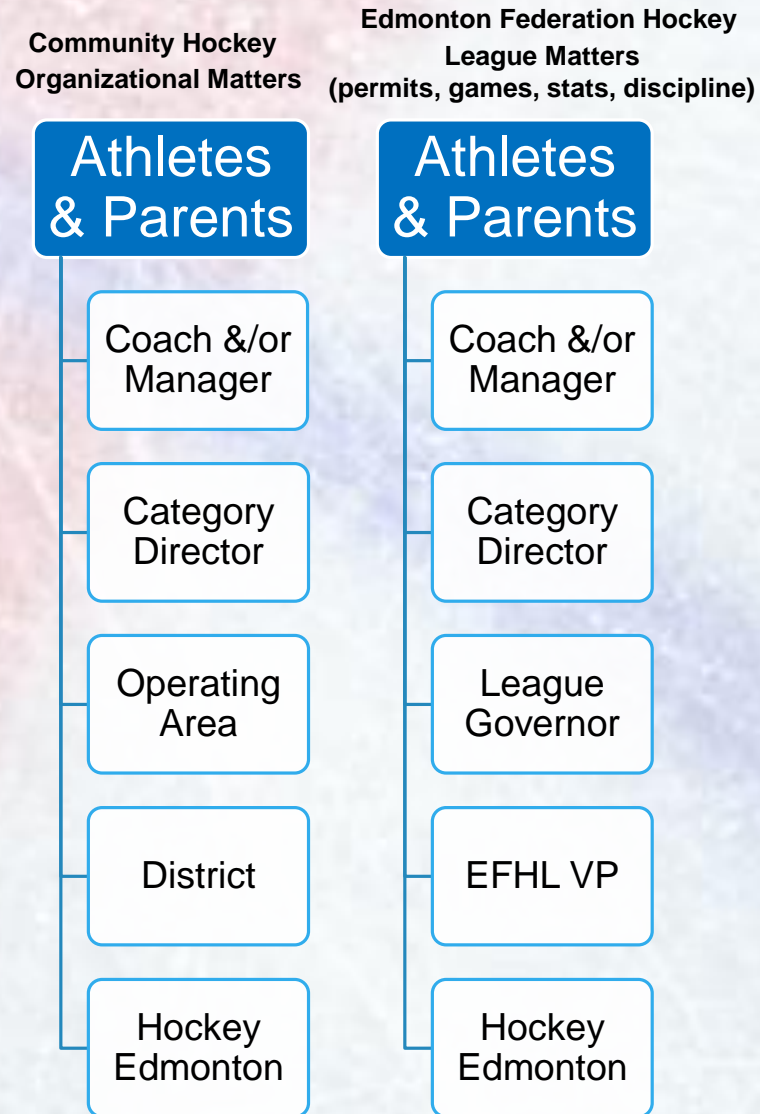 Community Hockey
Organizational Matters
Athletes
& Parents
Coach &/or
Manager
Category
Director
Operating
Area
District
Hockey
Edmonton
Edmonton Federation Hockey
League Matters
(permits, games, stats, discipline)
Athletes
& Parents
Coach &/or
Manager
Category
Director
League
Governor
EFHL VP
Hockey
Edmonton